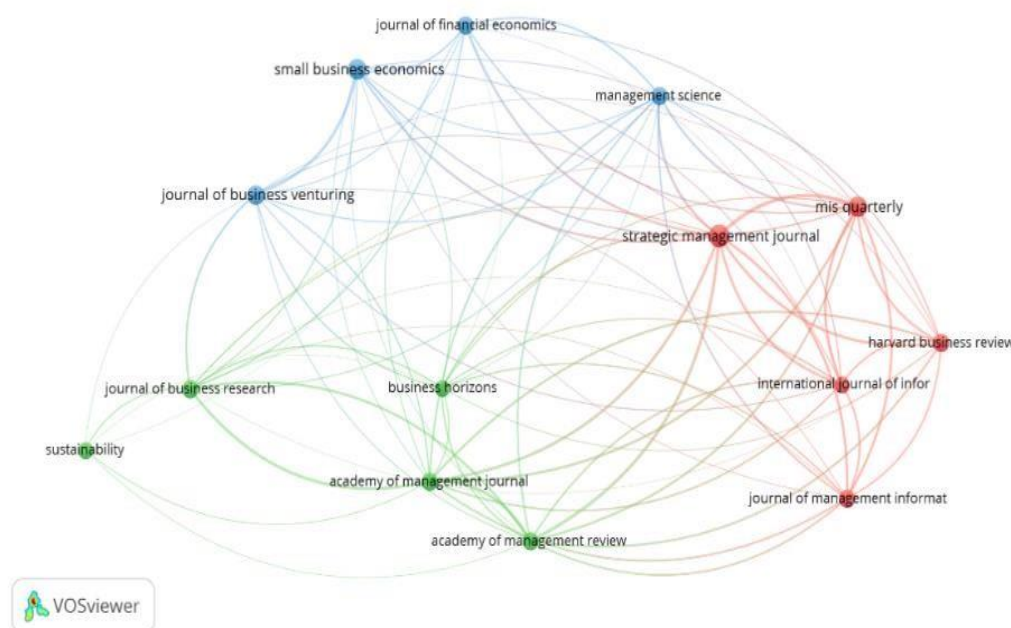 journal of financial economics
small business economics
management science
journal of business venturing
mis quarterly
strategic management journal
harvard business review
international journal of infor
journal of business research
business horizons
sustainability
academy of management journal
journal of management informat
academy of management review
VOSviewer